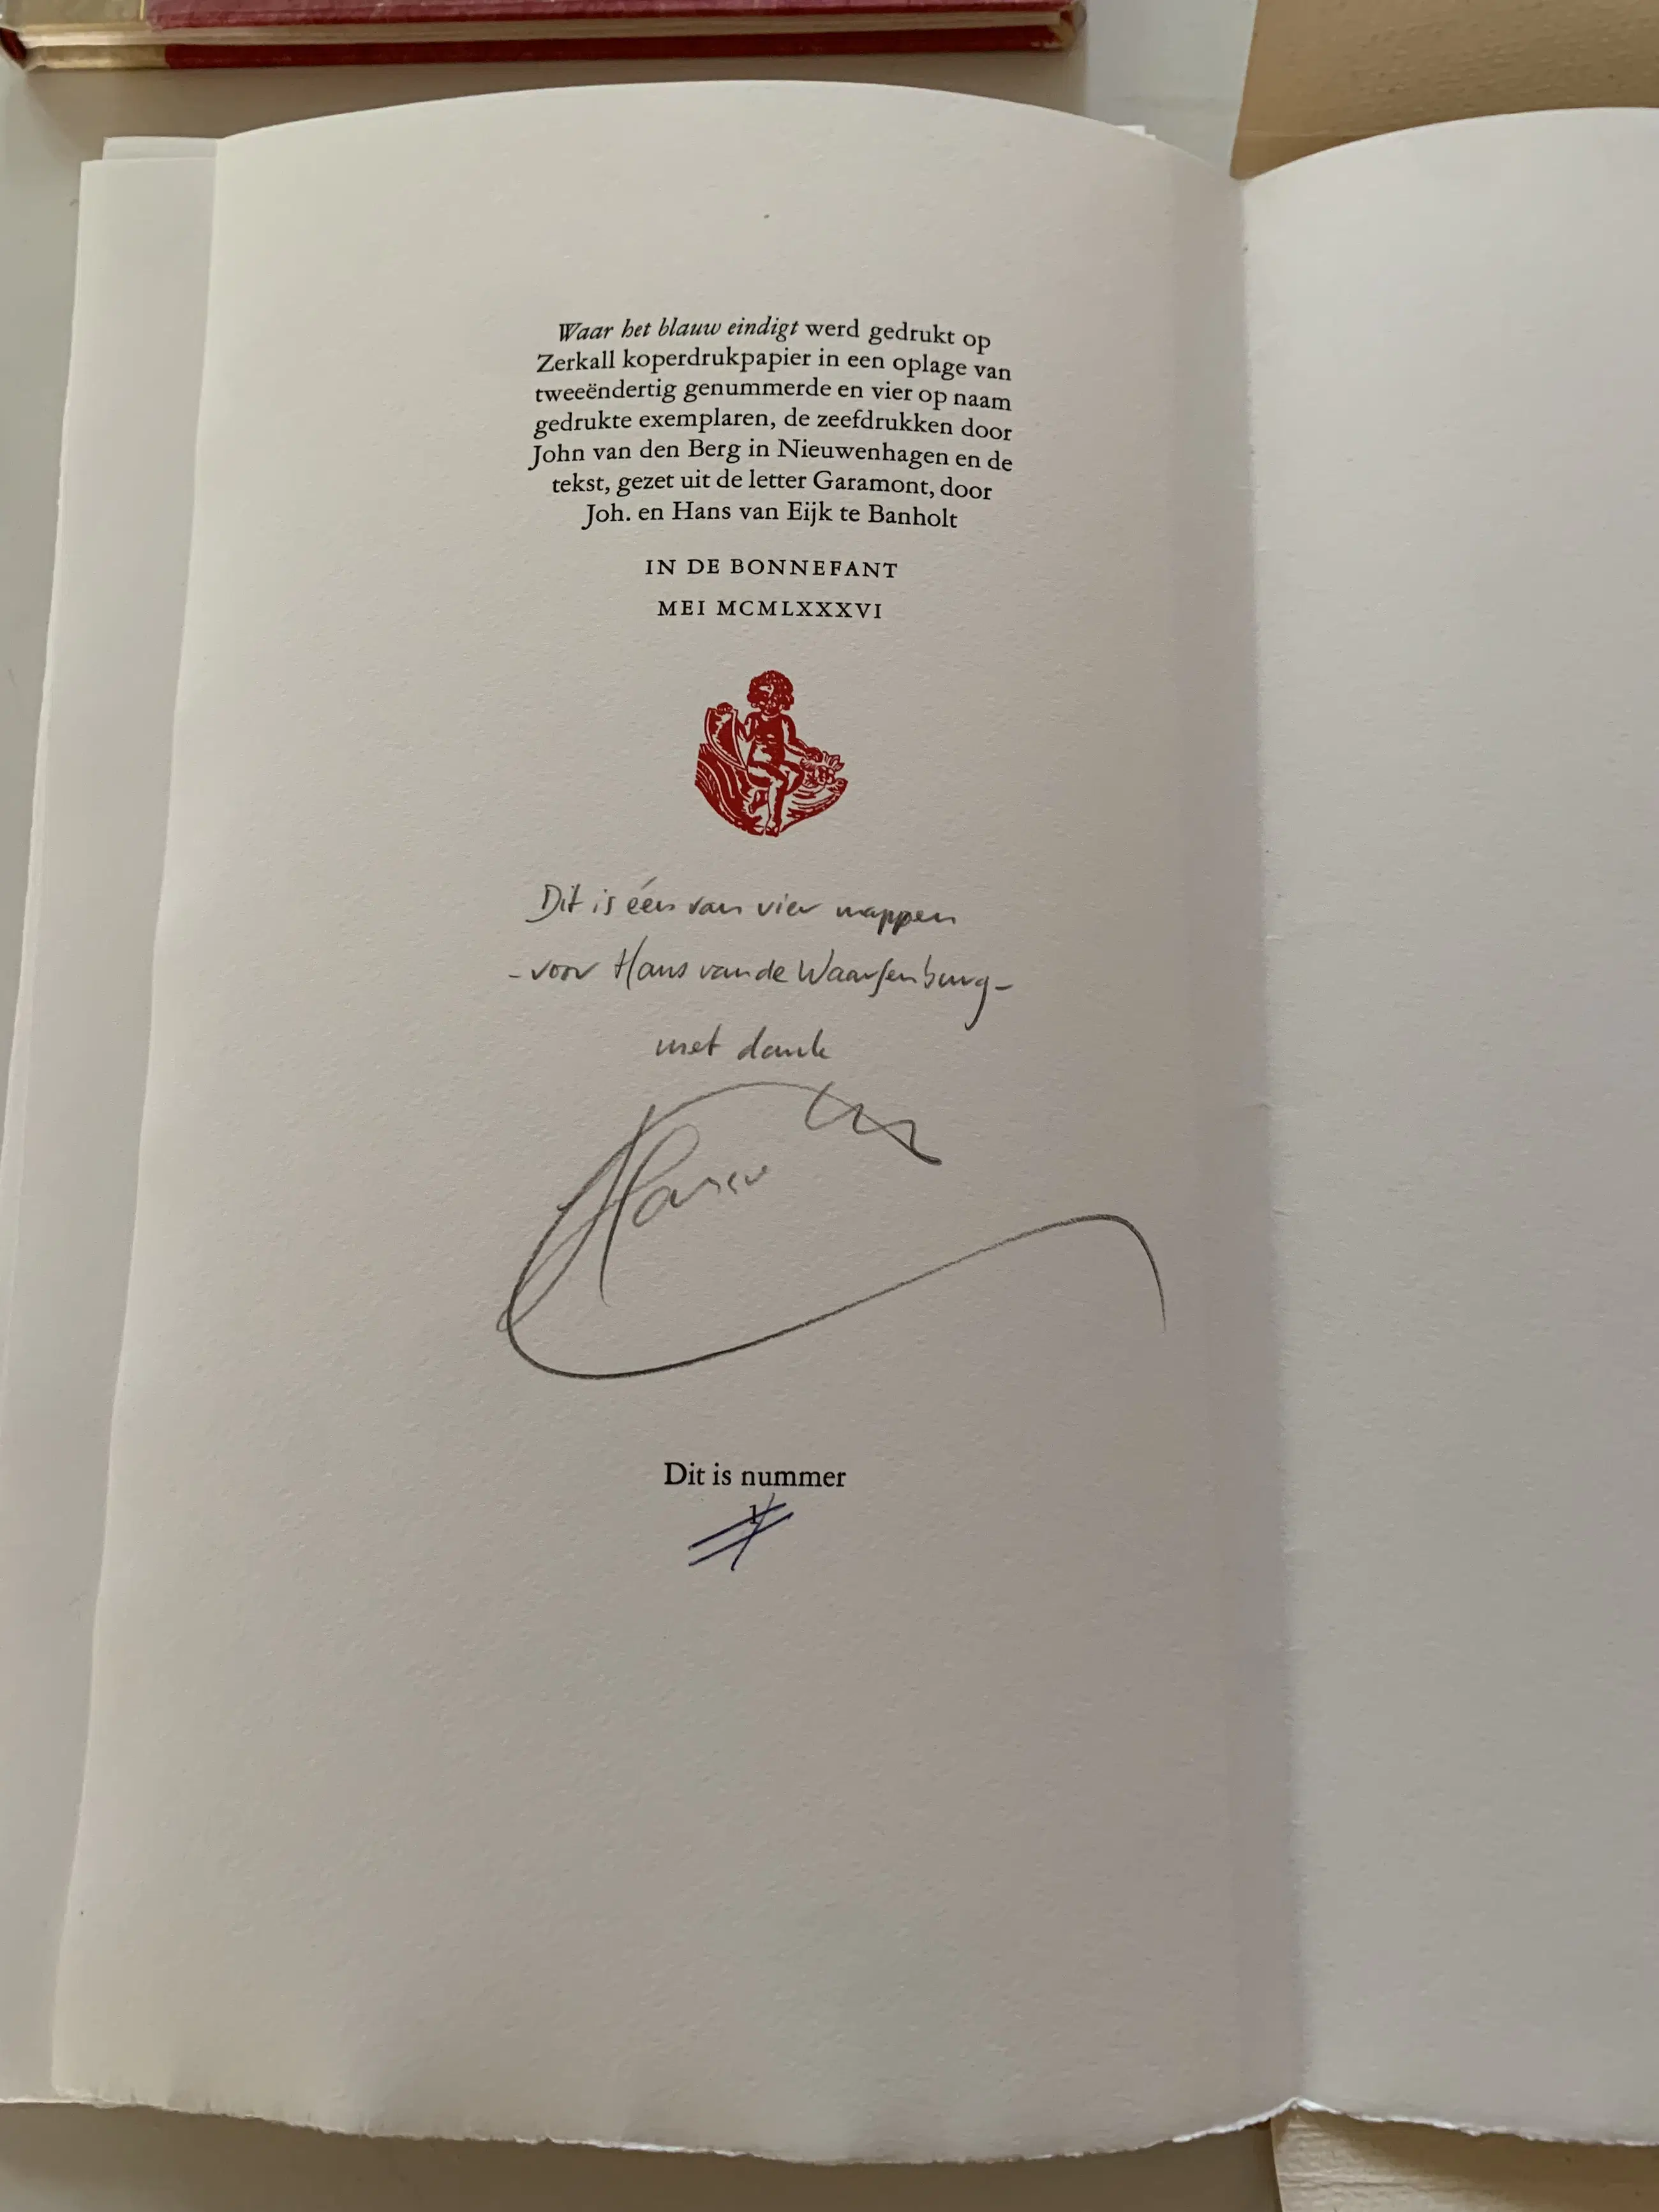 Waar het blauw eindigt werd gedrukt op
Zerkall koperdrukpapier in een oplage van
tweeëndertig genummerde en vier op naam
gedrukte exemplaren, de zeefdrukken door
John van den Berg in Nieuwenhagen en de
tekst, gezet uit de letter Garamont, door
Joh. en Hans van Eijk te Banholt
IN DE BONNEFANT
MEI MCMLXXXVI
Dit is één van vier mappen
- voor Hans van de Waarsenburg -
met dank
Dit is nummer
1